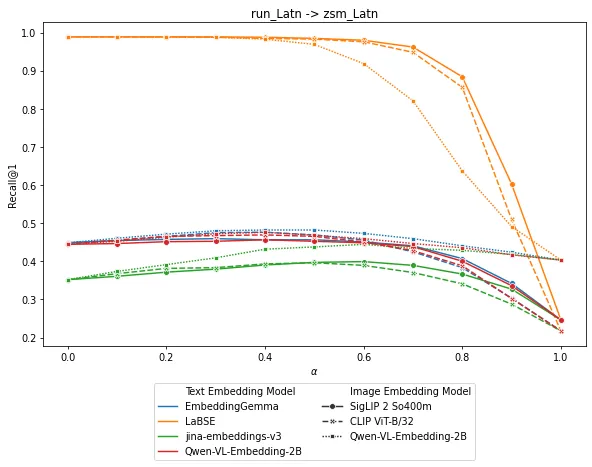 run_Latn -> zsm_Latn
Recall@1
1.0
0.9
0.8
0.7
0.6
0.5
0.4
0.3
0.2
0.0 0.2 0.4 0.6 0.8 1.0
α
Text Embedding Model Image Embedding Model
EmbeddingGemma SigLIP 2 So400m
LaBSE CLIP ViT-B/32
jina-embeddings-v3 Qwen-VL-Embedding-2B
Qwen-VL-Embedding-2B